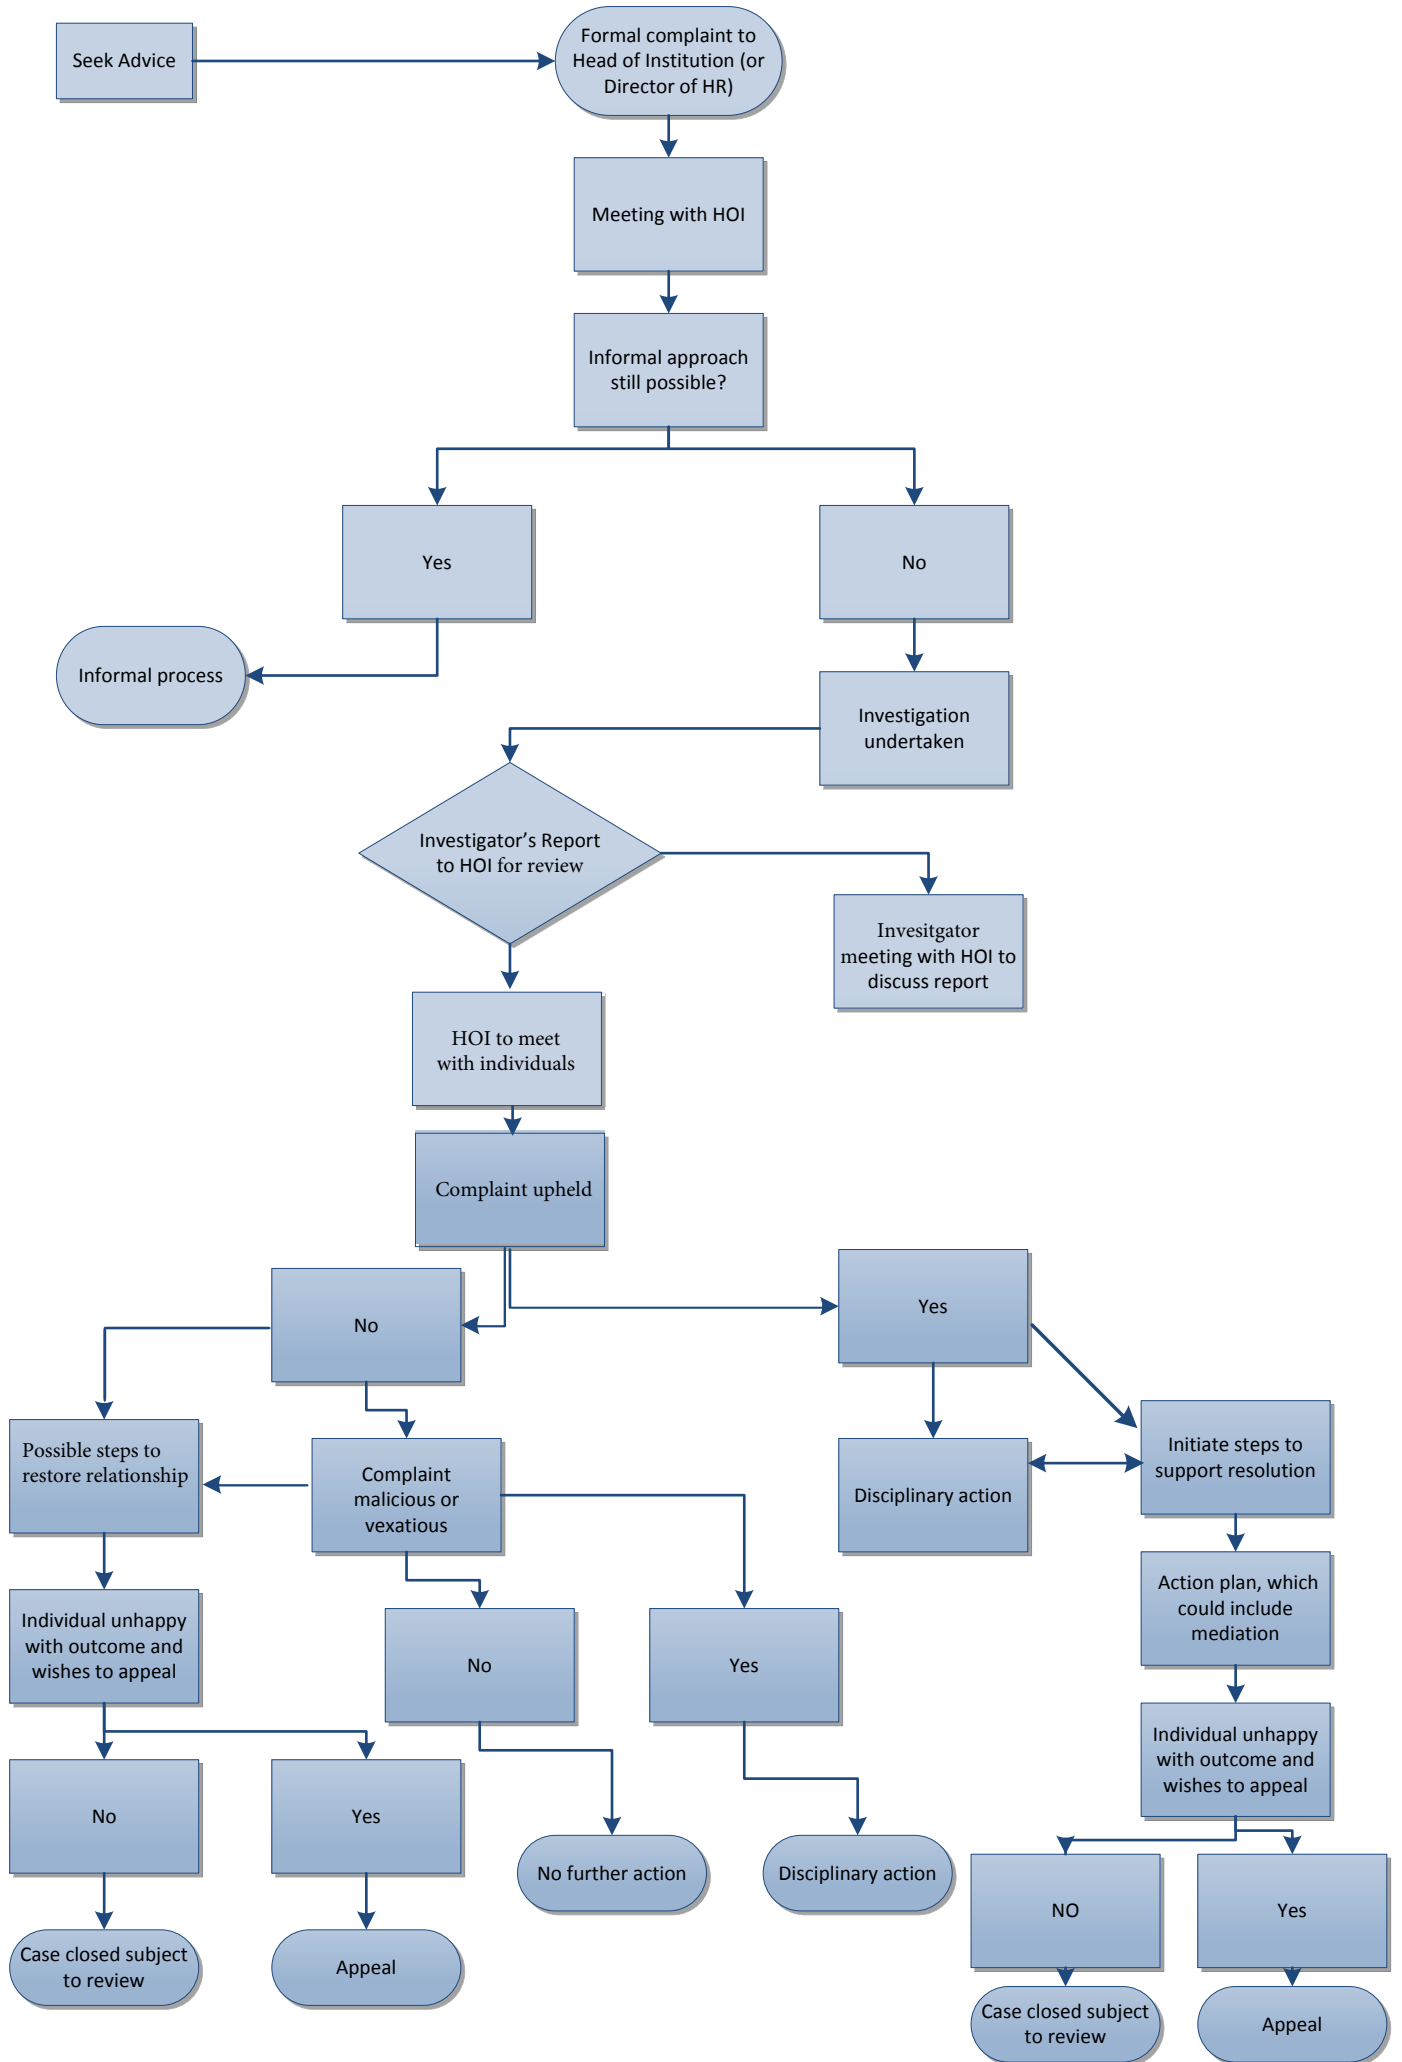 Seek Advice
Formal complaint to
Head of Institution (or
Director of HR)
Meeting with HOI
Informal approach
still possible?
Yes
No
Informal process
Investigation
undertaken
Investigator’s Report
to HOI for review
Invesitgator
meeting with HOI to
discuss report
HOI to meet
with individuals
Complaint upheld
No
Yes
Possible steps to
restore relationship
Complaint
malicious or
vexatious
Disciplinary action
Initiate steps to
support resolution
Action plan, which
could include
mediation
Individual unhappy
with outcome and
wishes to appeal
No
Yes
Individual unhappy
with outcome and
wishes to appeal
No
Yes
No further action
Disciplinary action
NO
Yes
Case closed subject
to review
Appeal
Case closed subject
to review
Appeal